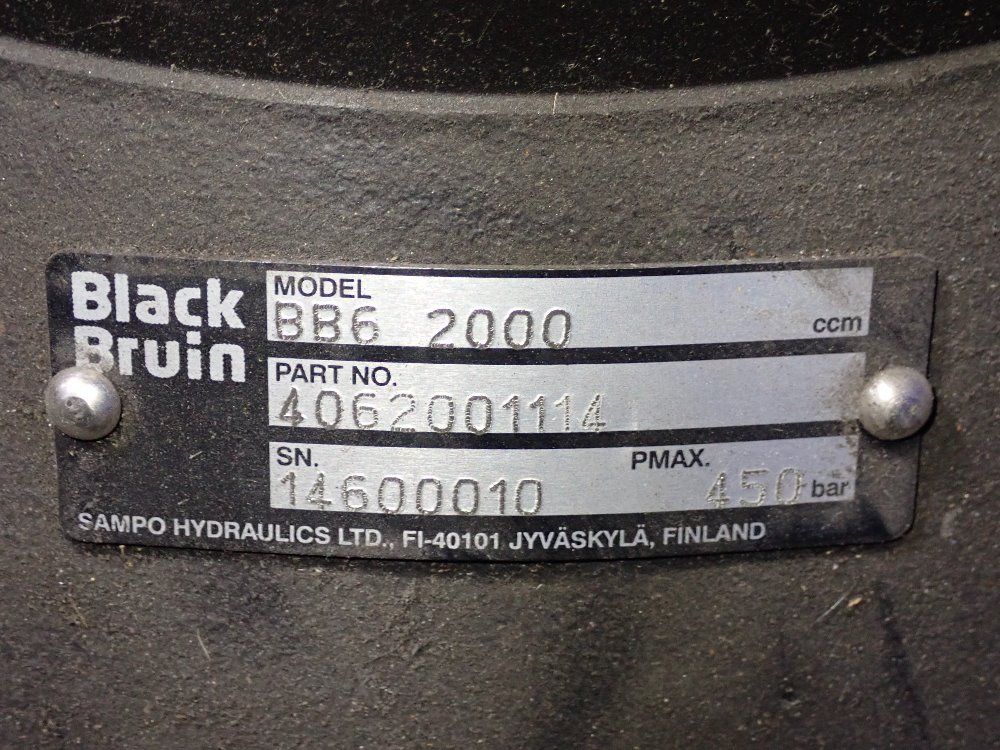 Black
Bruin
MODEL
BB6 2000 ccm
PART NO.
4062001114
SN. PMAX.
14600010 450 bar
SAMPO HYDRAULICS LTD., FI-40101 JYVÄSKYLÄ, FINLAND